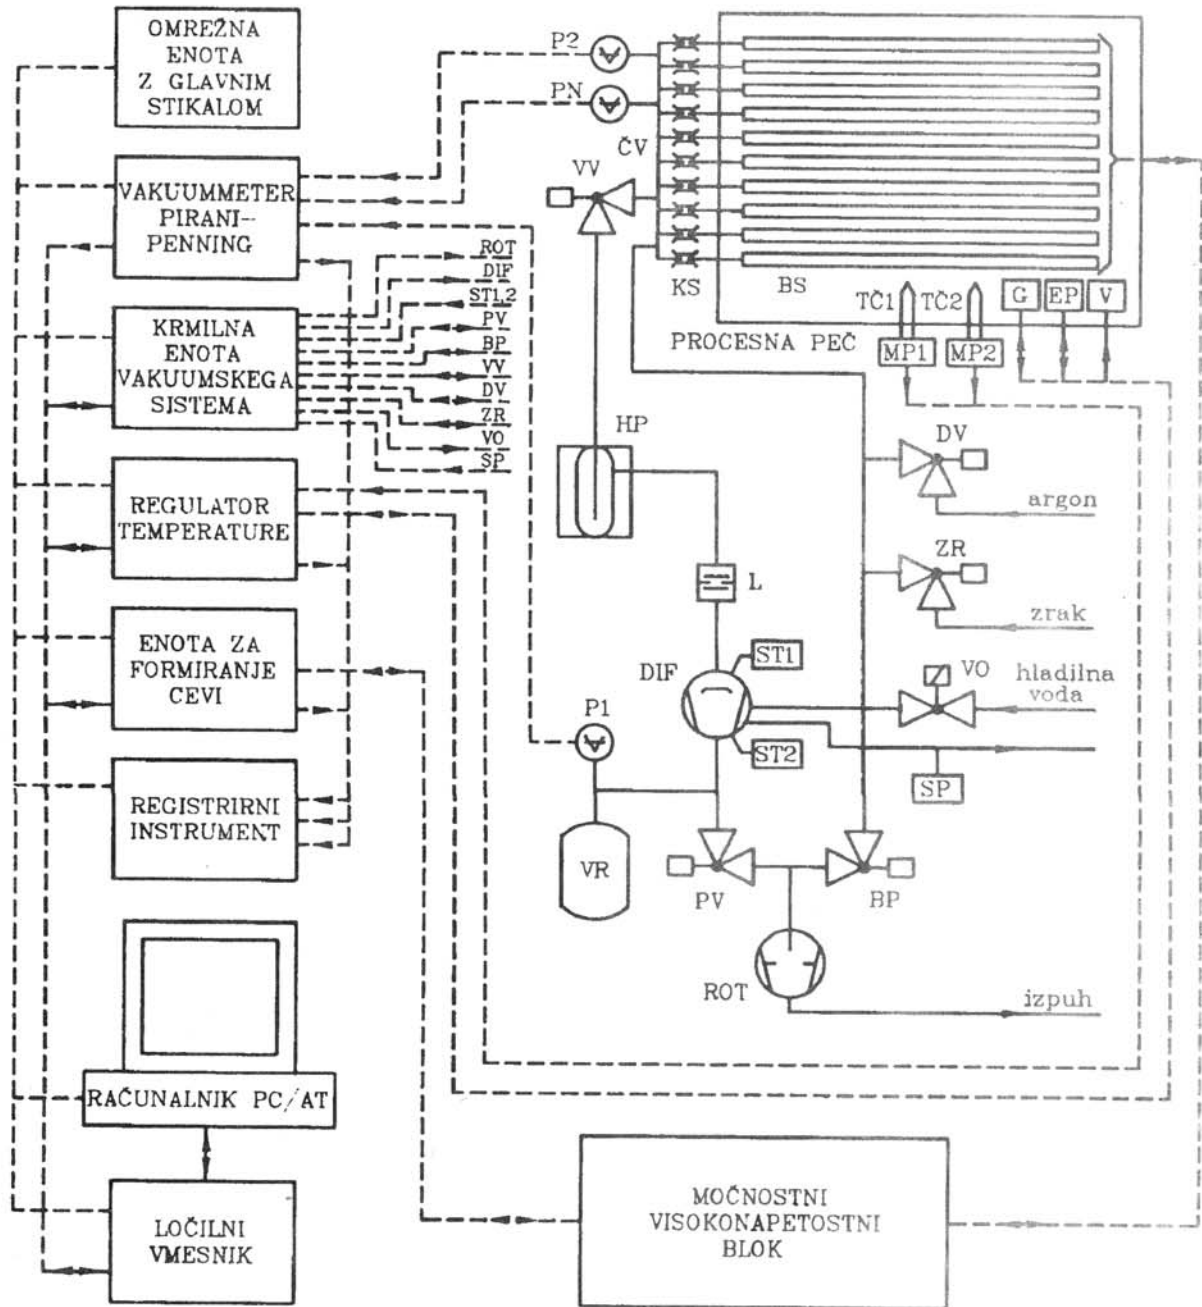 OMREŽNA
ENOTA
Z GLAVNIM
STIKALOM
VAKUUMMETER
PIRANI-
PENNING
KRMILNA
ENOTA
VAKUUMSKEGA
SISTEMA
REGULATOR
TEMPERATURE
ENOTA ZA
FORMIRANJE
CEVI
REGISTRIRNI
INSTRUMENT
RAČUNALNIK PC/AT
LOČILNI
VMESNIK
ROT
DIF
ST1,2
PV
BP
VV
DV
ZR
VO
SP
P2
PN
ČV
VV
KS
BS
TČ1
TČ2
G
EP
V
PROCESNA PEČ
MP1
MP2
HP
DV
argon
L
ZR
zrak
DIF
ST1
VO
hladilna
voda
P1
ST2
SP
VR
PV
BP
ROT
izpuh
MOČNOSTNI
VISOKONAPETOSTNI
BLOK